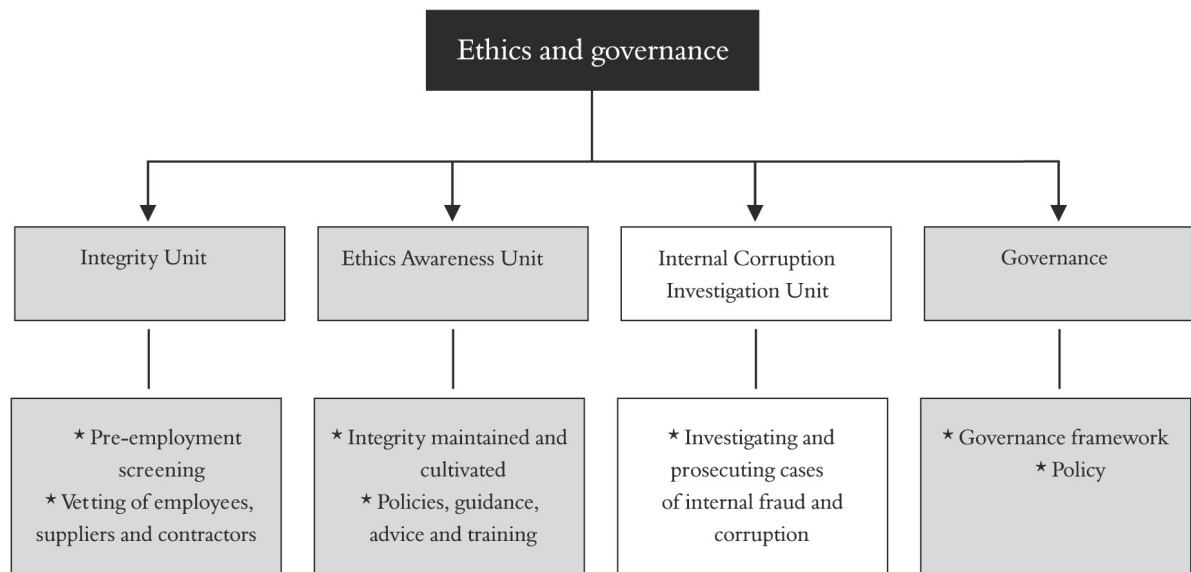 Ethics and governance
Integrity Unit
Ethics Awareness Unit
Internal Corruption
Investigation Unit
Governance
* Pre-employment
screening
* Vetting of employees,
suppliers and contractors
* Integrity maintained and
cultivated
* Policies, guidance,
advice and training
* Investigating and
prosecuting cases
of internal fraud and
corruption
* Governance framework
* Policy